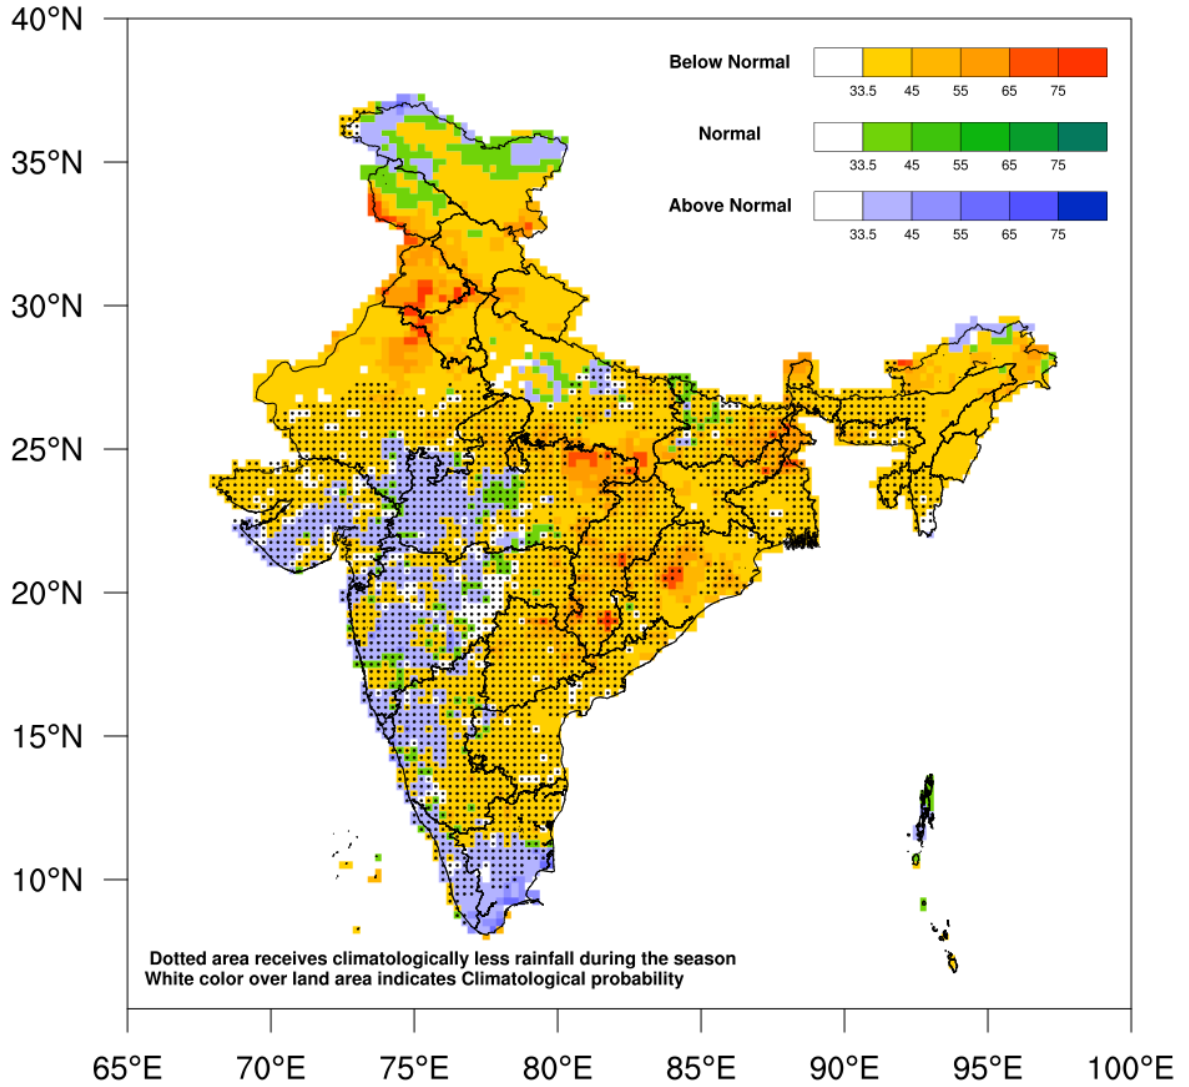 40°N
Below Normal
33.5 45 55 65 75
35°N
Normal
33.5 45 55 65 75
Above Normal
33.5 45 55 65 75
30°N
25°N
20°N
15°N
10°N
Dotted area receives climatologically less rainfall during the season
White color over land area indicates Climatological probability
65°E 70°E 75°E 80°E 85°E 90°E 95°E 100°E